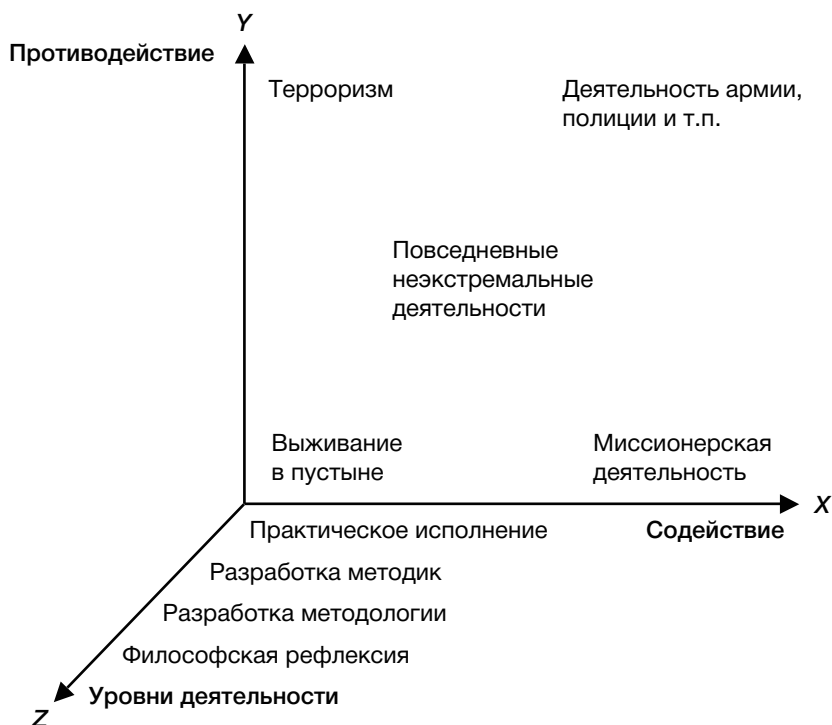 Y
Противодействие
Терроризм
Деятельность армии,
полиции и т.п.
Повседневные
неэкстремальные
деятельности
Выживание
в пустыне
Миссионерская
деятельность
X
Практическое исполнение
Содействие
Разработка методик
Разработка методологии
Философская рефлексия
Уровни деятельности
Z